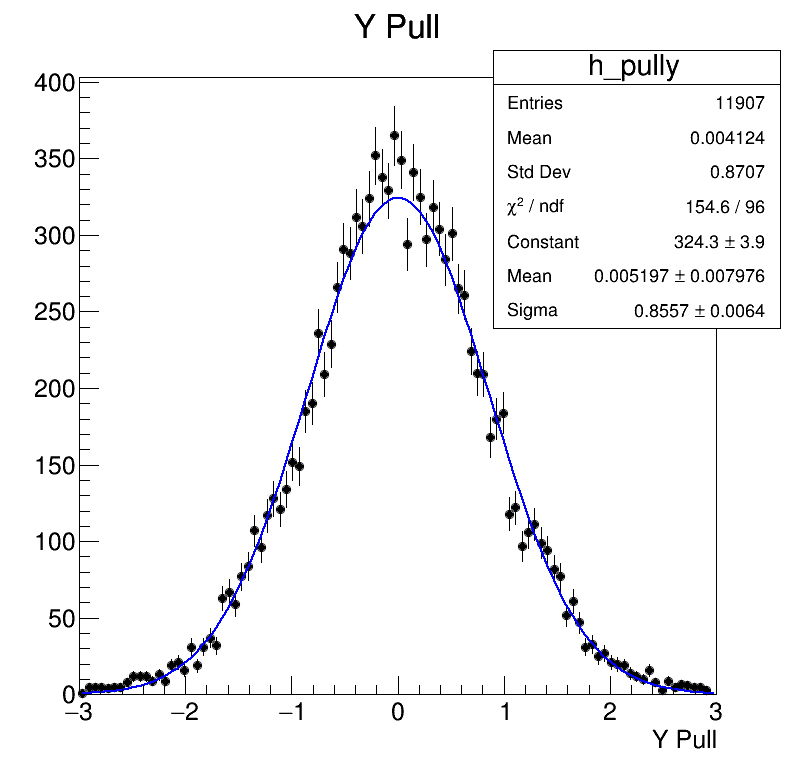 Y Pull
h_pully
Entries 11907
Mean 0.004124
Std Dev 0.8707
χ² / ndf 154.6 / 96
Constant 324.3 ± 3.9
Mean 0.005197 ± 0.007976
Sigma 0.8557 ± 0.0064
400
350
300
250
200
150
100
50
0
−3 −2 −1 0 1 2 3
Y Pull